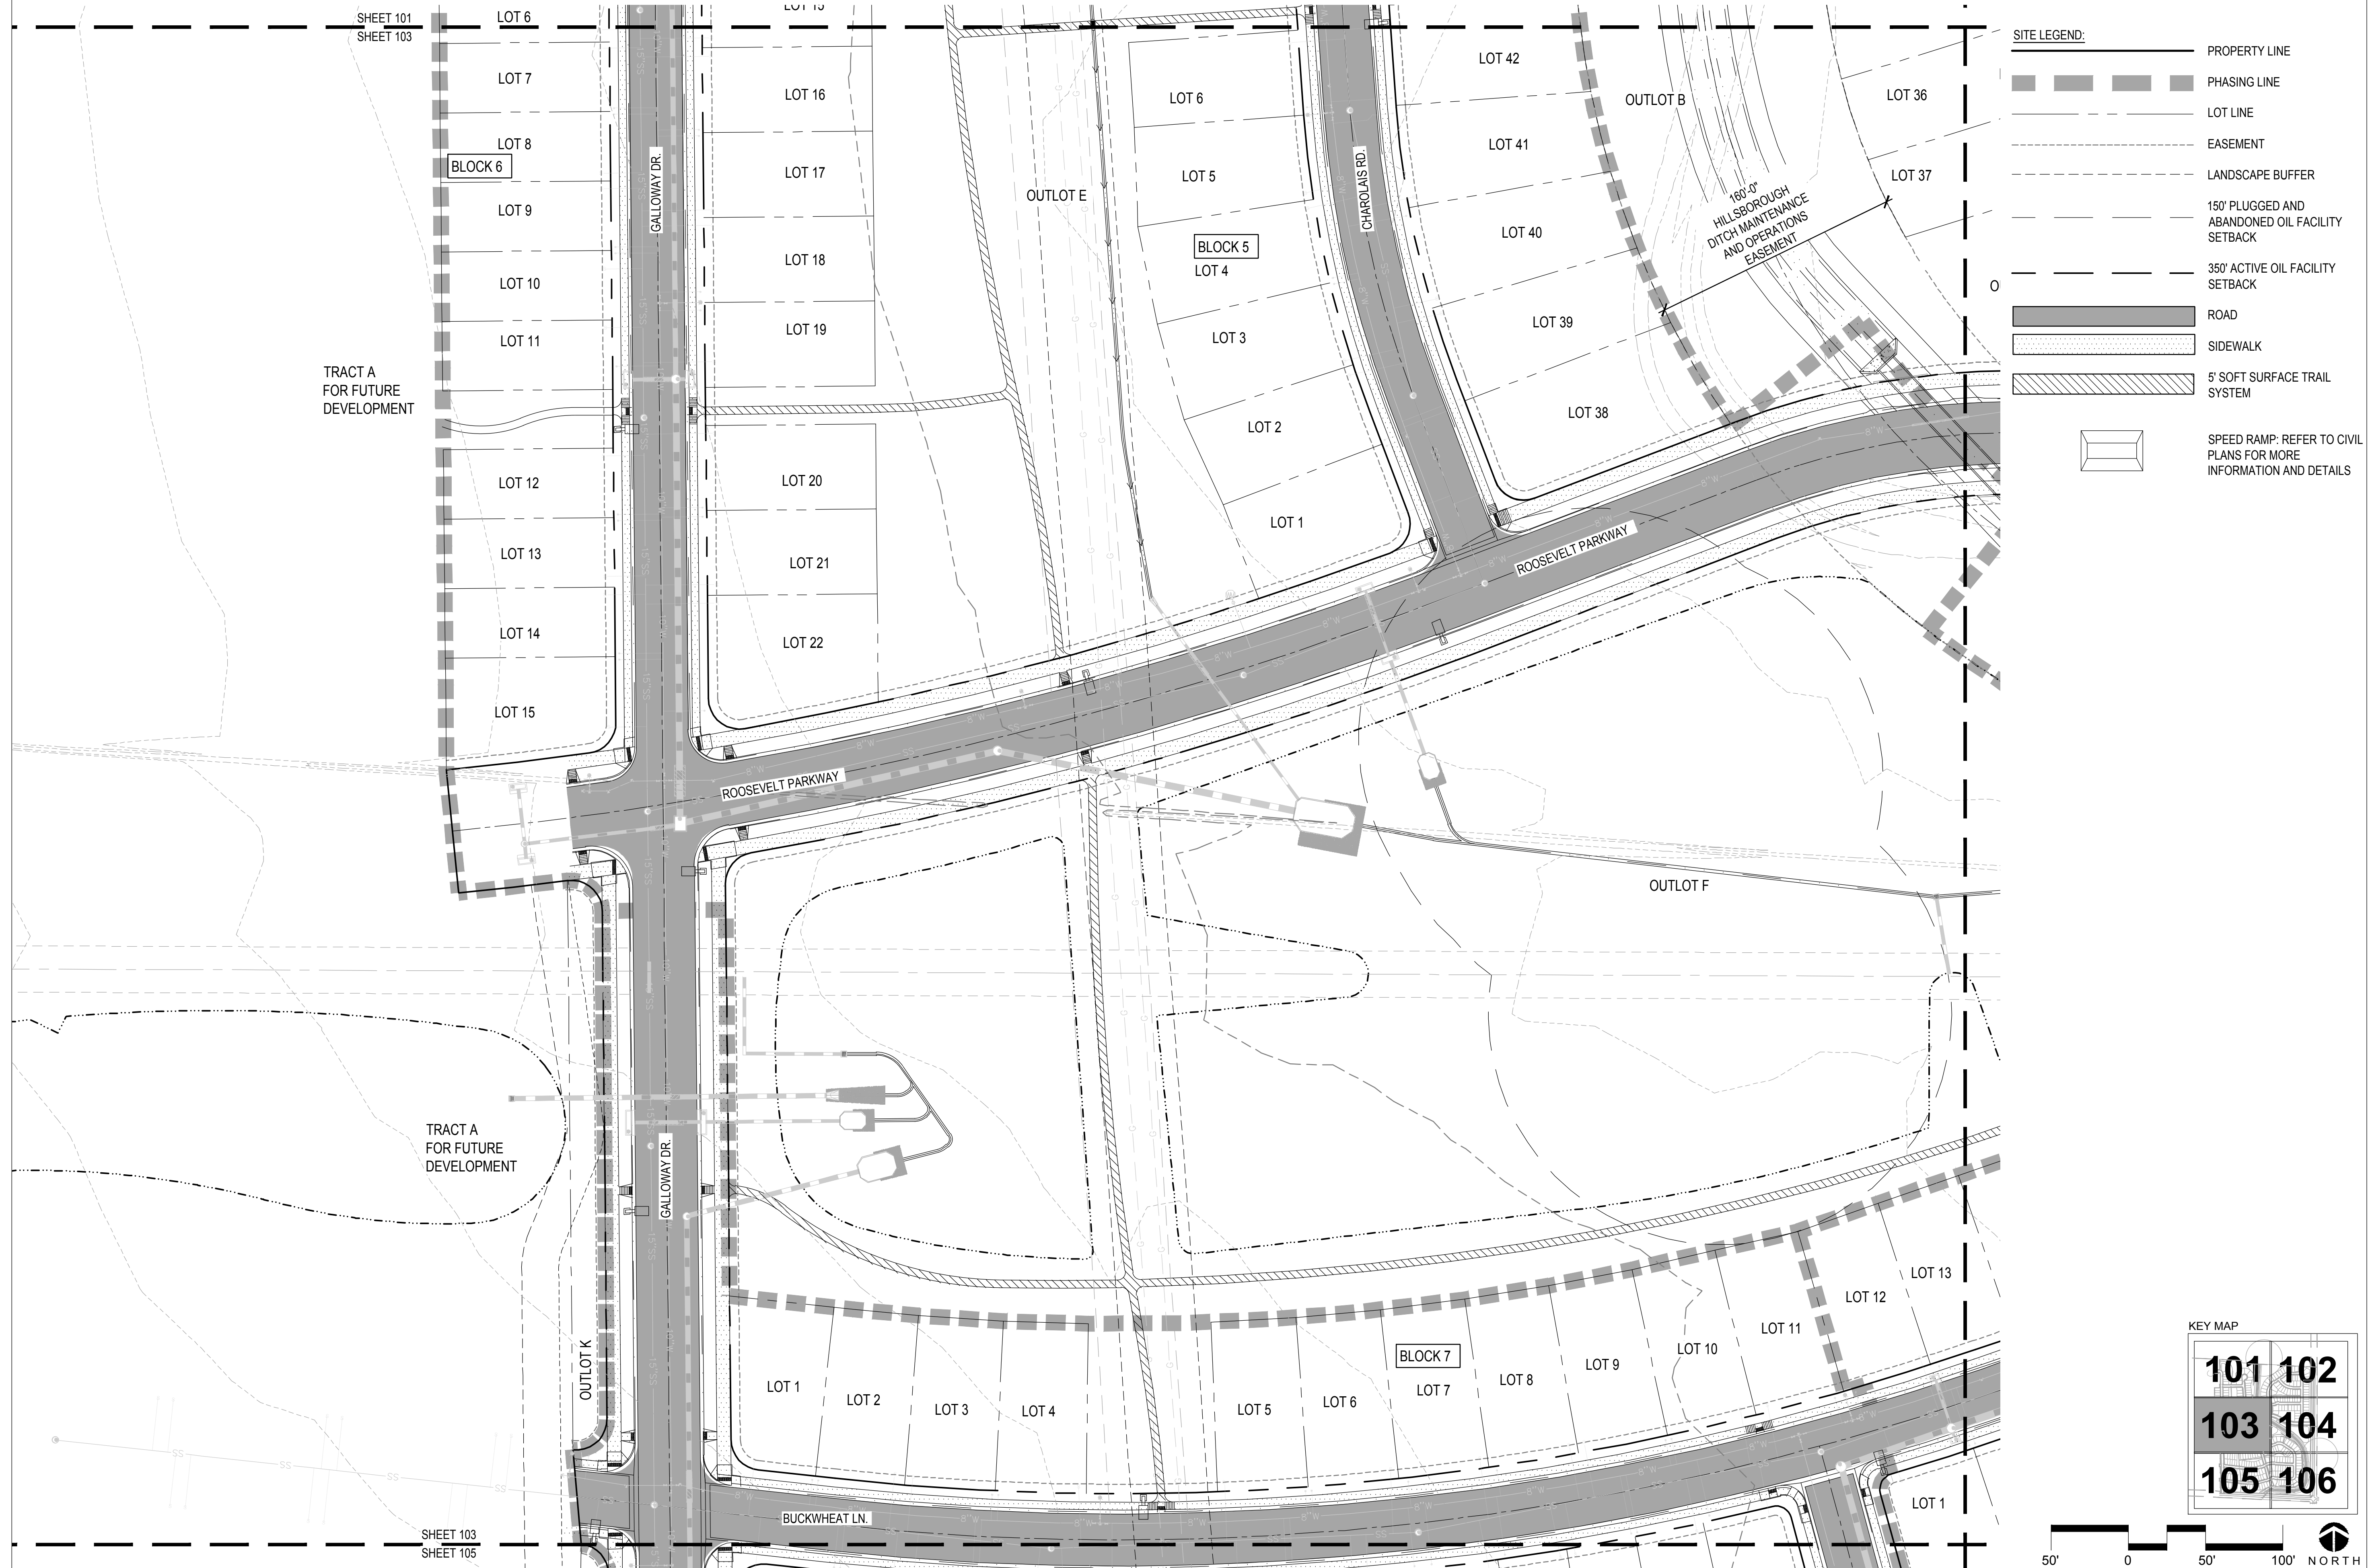 SHEET 101
SHEET 103
LOT 6
LOT 7
LOT 8
BLOCK 6
LOT 9
LOT 10
LOT 11
TRACT A
FOR FUTURE
DEVELOPMENT
LOT 12
LOT 13
LOT 14
LOT 15
GALLOWAY DR.
LOT 15
LOT 16
LOT 17
LOT 18
LOT 19
LOT 20
LOT 21
LOT 22
OUTLOT E
LOT 6
LOT 5
BLOCK 5
LOT 4
LOT 3
LOT 2
LOT 1
CHAROLAIS RD.
LOT 42
LOT 41
LOT 40
LOT 39
LOT 38
OUTLOT B
160'-0"
HILLSBOROUGH
DITCH MAINTENANCE
AND OPERATIONS
EASEMENT
LOT 36
LOT 37
O
ROOSEVELT PARKWAY
ROOSEVELT PARKWAY
OUTLOT F
TRACT A
FOR FUTURE
DEVELOPMENT
GALLOWAY DR.
OUTLOT K
LOT 1
LOT 2
LOT 3
LOT 4
LOT 5
LOT 6
BLOCK 7
LOT 7
LOT 8
LOT 9
LOT 10
LOT 11
LOT 12
LOT 13
LOT 1
BUCKWHEAT LN.
SHEET 103
SHEET 105
SITE LEGEND:
PROPERTY LINE
PHASING LINE
LOT LINE
EASEMENT
LANDSCAPE BUFFER
150' PLUGGED AND
ABANDONED OIL FACILITY
SETBACK
350' ACTIVE OIL FACILITY
SETBACK
ROAD
SIDEWALK
5' SOFT SURFACE TRAIL
SYSTEM
SPEED RAMP: REFER TO CIVIL
PLANS FOR MORE
INFORMATION AND DETAILS
KEY MAP
101 102
103 104
105 106
50' 0 50' 100'
NORTH